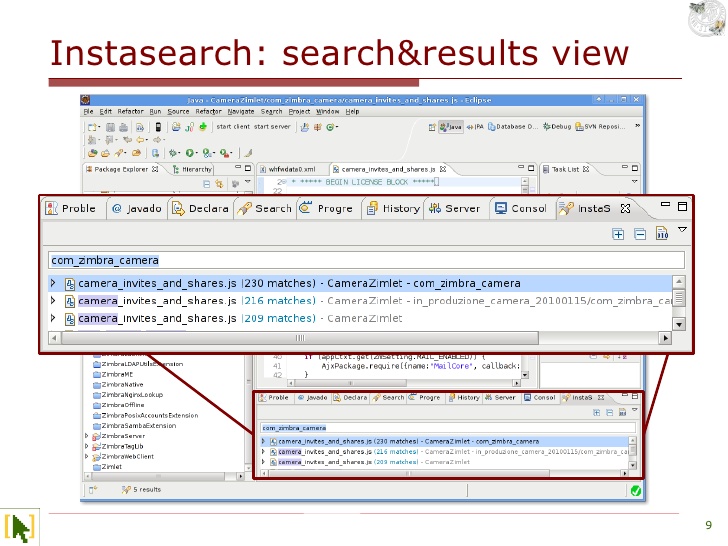 Instasearch: search&results view
Java - CameraZimlet/com_zimbra_camera/camera_invites_and_shares.js - Eclipse
File Edit Refactor Run Source Refactor Navigate Search Project Window Help
start client start server Java JPA Database D... Debug SVN Reposi... »
Package Explorer Hierarchy whfwdata0.xml camera_invites_and_shares.js Task List
2 * ***** BEGIN LICENSE BLOCK *****
22
Proble @ Javado Declara Search Progre History Server Consol InstaS
com_zimbra_camera
camera_invites_and_shares.js (230 matches) - CameraZimlet - com_zimbra_camera
camera_invites_and_shares.js (216 matches) - CameraZimlet - in_produzione_camera_20100115/com_zimbra_ca
camera_invites_and_shares.js (209 matches) - CameraZimlet
ZimbraLDAPUtilsExtension
ZimbraME
ZimbraNative
ZimbraNginxLookup
ZimbraOffline
ZimbraPosixAccountsExtension
ZimbraSambaExtension
ZimbraServer
ZimbraTagLib
ZimbraWebClient
Zimlet
40 if (appCtxt.get(ZmSetting.MAIL_ENABLED)) {
41 AjxPackage.require({name:"MailCore", callback:
42 }
Proble @ Javado Declara Search Progre History Server Consol InstaS
com_zimbra_camera
camera_invites_and_shares.js (230 matches) - CameraZimlet - com_zimbra_camera
camera_invites_and_shares.js (216 matches) - CameraZimlet - in_produzione_camera_20100115/com_zimbra_ca
camera_invites_and_shares.js (209 matches) - CameraZimlet
5 results
9